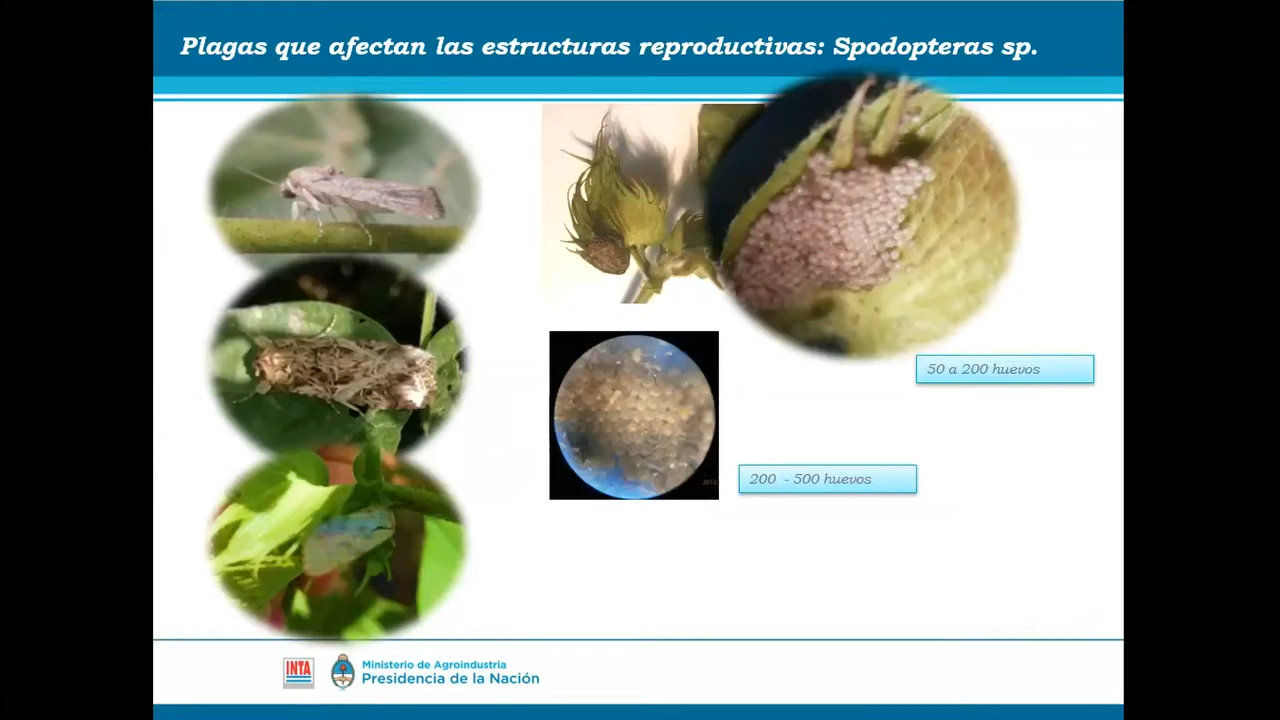 Plagas que afectan las estructuras reproductivas: Spodopteras sp.
50 a 200 huevos
200 - 500 huevos
INTA
Ministerio de Agroindustria
Presidencia de la Nación